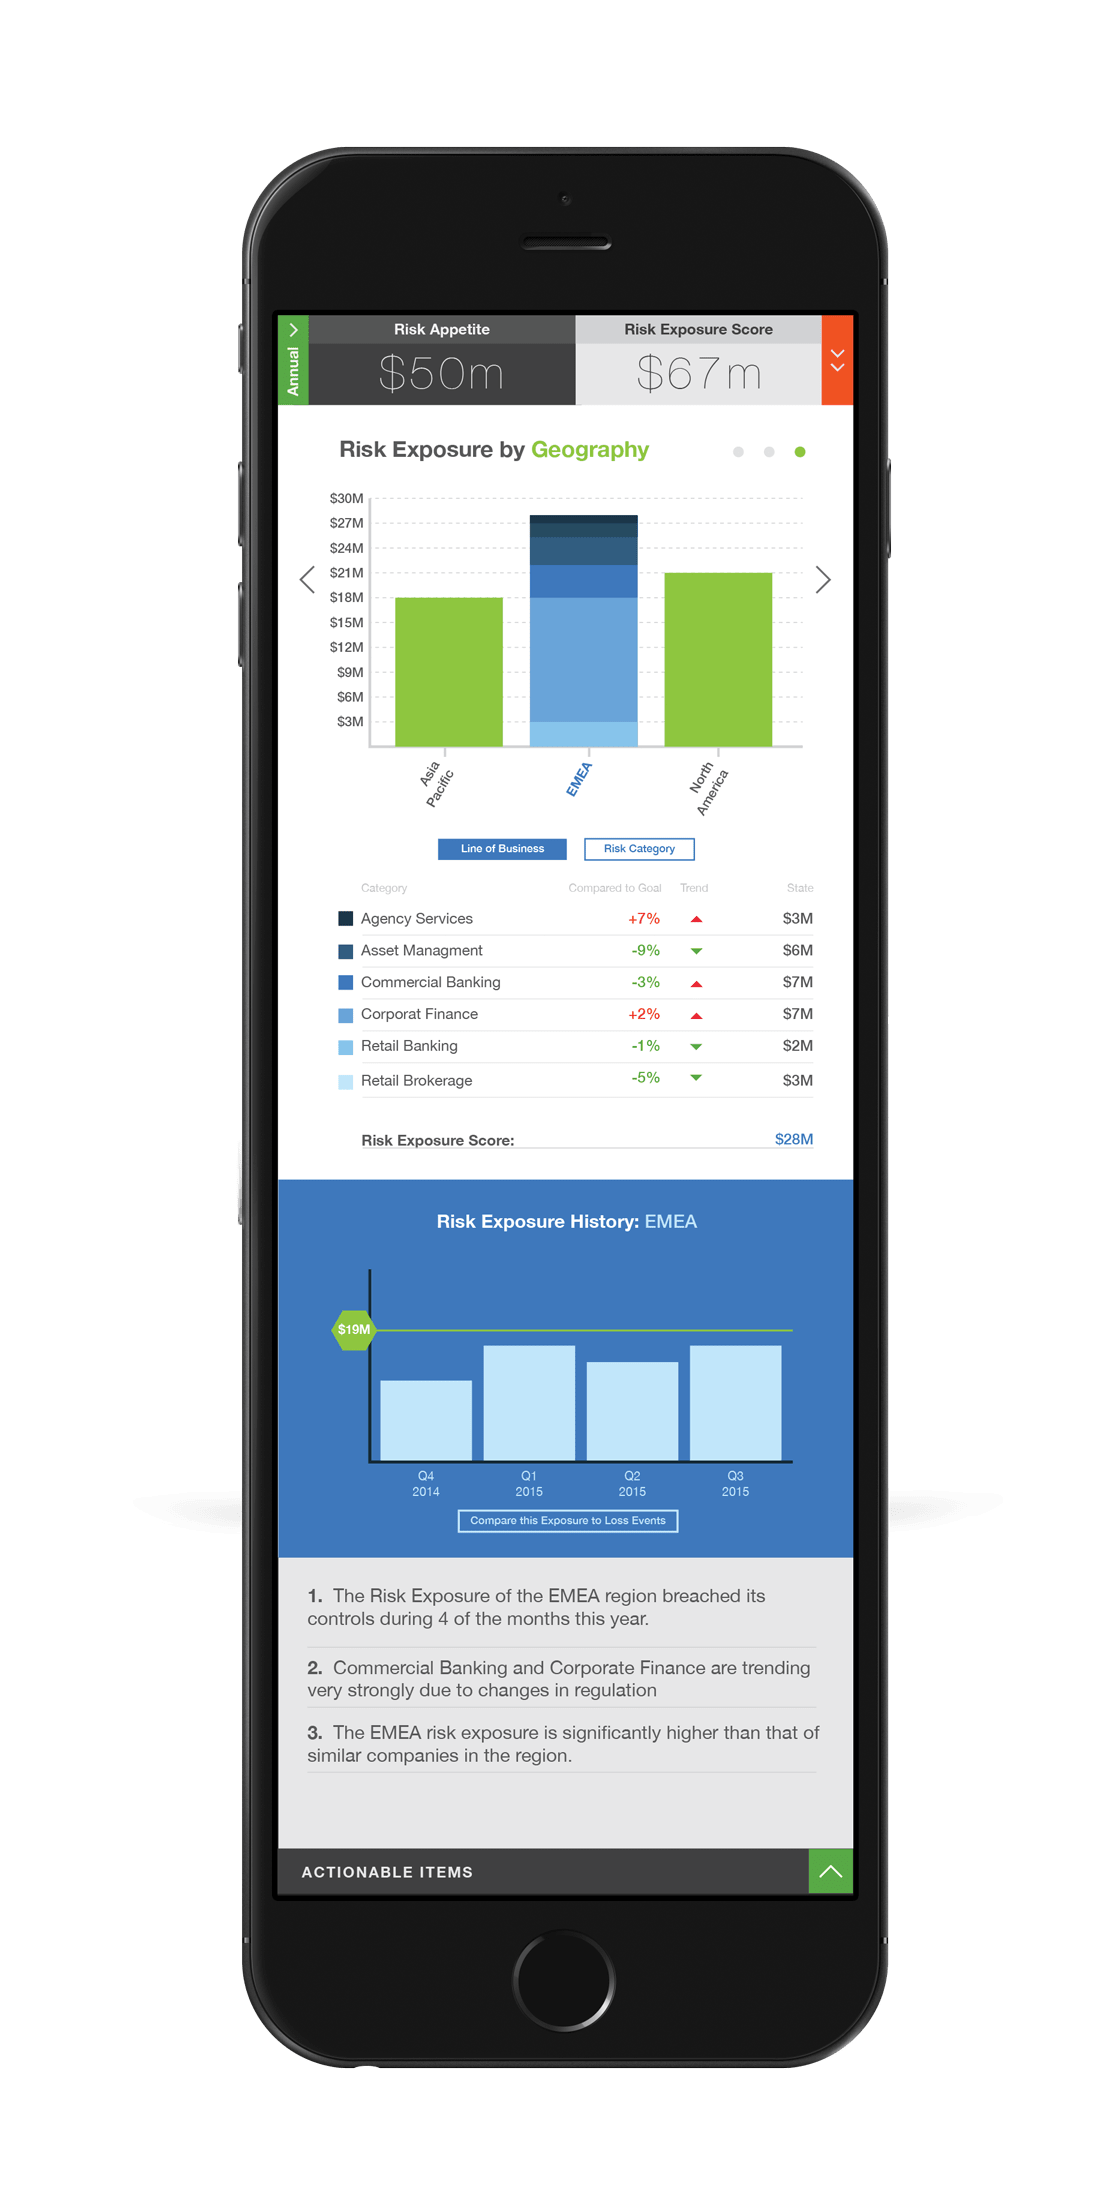 Annual
Risk Appetite
$50m
Risk Exposure Score
$67m
Risk Exposure by Geography
$30M
$27M
$24M
$21M
$18M
$15M
$12M
$9M
$6M
$3M
Asia
Pacific
EMEA
North
America
Line of Business
Risk Category
Category Compared to Goal Trend State
Agency Services +7% $3M
Asset Managment -9% $6M
Commercial Banking -3% $7M
Corporat Finance +2% $7M
Retail Banking -1% $2M
Retail Brokerage -5% $3M
Risk Exposure Score: $28M
Risk Exposure History: EMEA
$19M
Q4
2014
Q1
2015
Q2
2015
Q3
2015
Compare this Exposure to Loss Events
1. The Risk Exposure of the EMEA region breached its
controls during 4 of the months this year.
2. Commercial Banking and Corporate Finance are trending
very strongly due to changes in regulation
3. The EMEA risk exposure is significantly higher than that of
similar companies in the region.
ACTIONABLE ITEMS